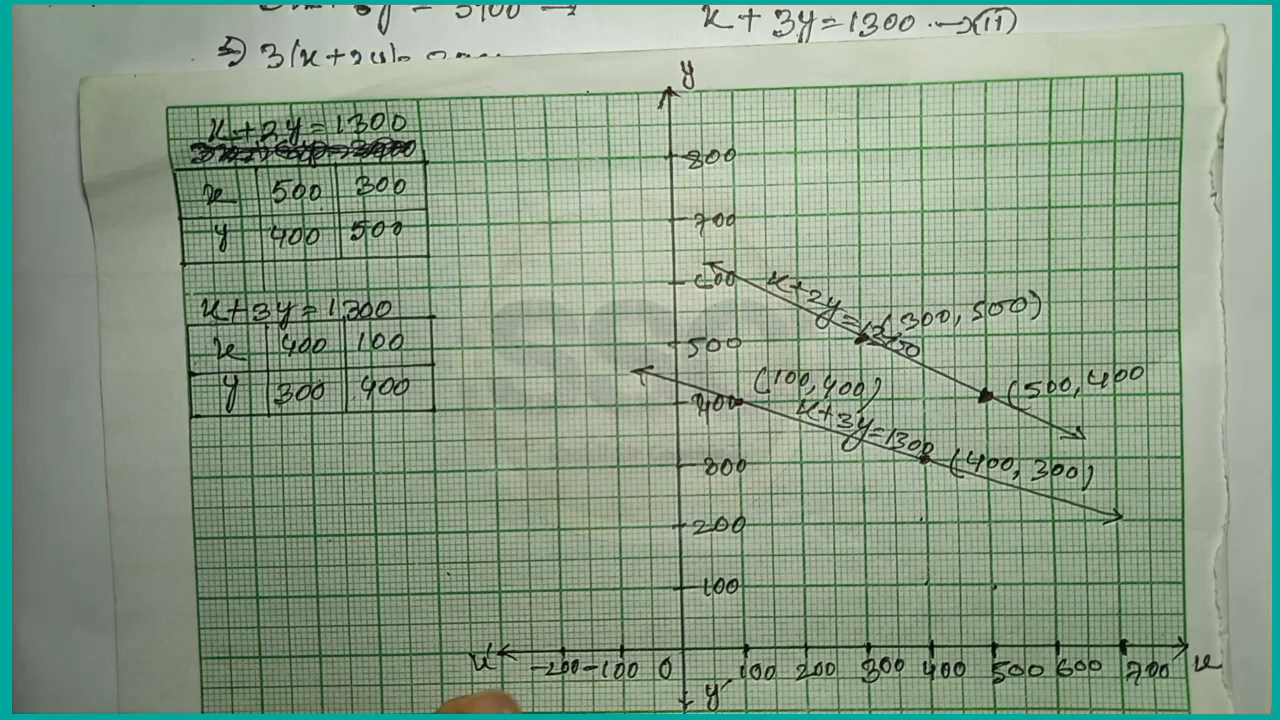 x + 3y = 1300 → (II)
⇒ 3(x+2y)
x + 2y = 1300
x 500 300
y 400 500
x + 3y = 1300
x 400 100
y 300 400
y
800
700
600
x+2y=1300
(300, 500)
500
(500, 400
(100, 400)
400
x+3y=1300
(400, 300)
300
200
100
x' -200 -100 0 100 200 300 400 500 600 700 x
y'